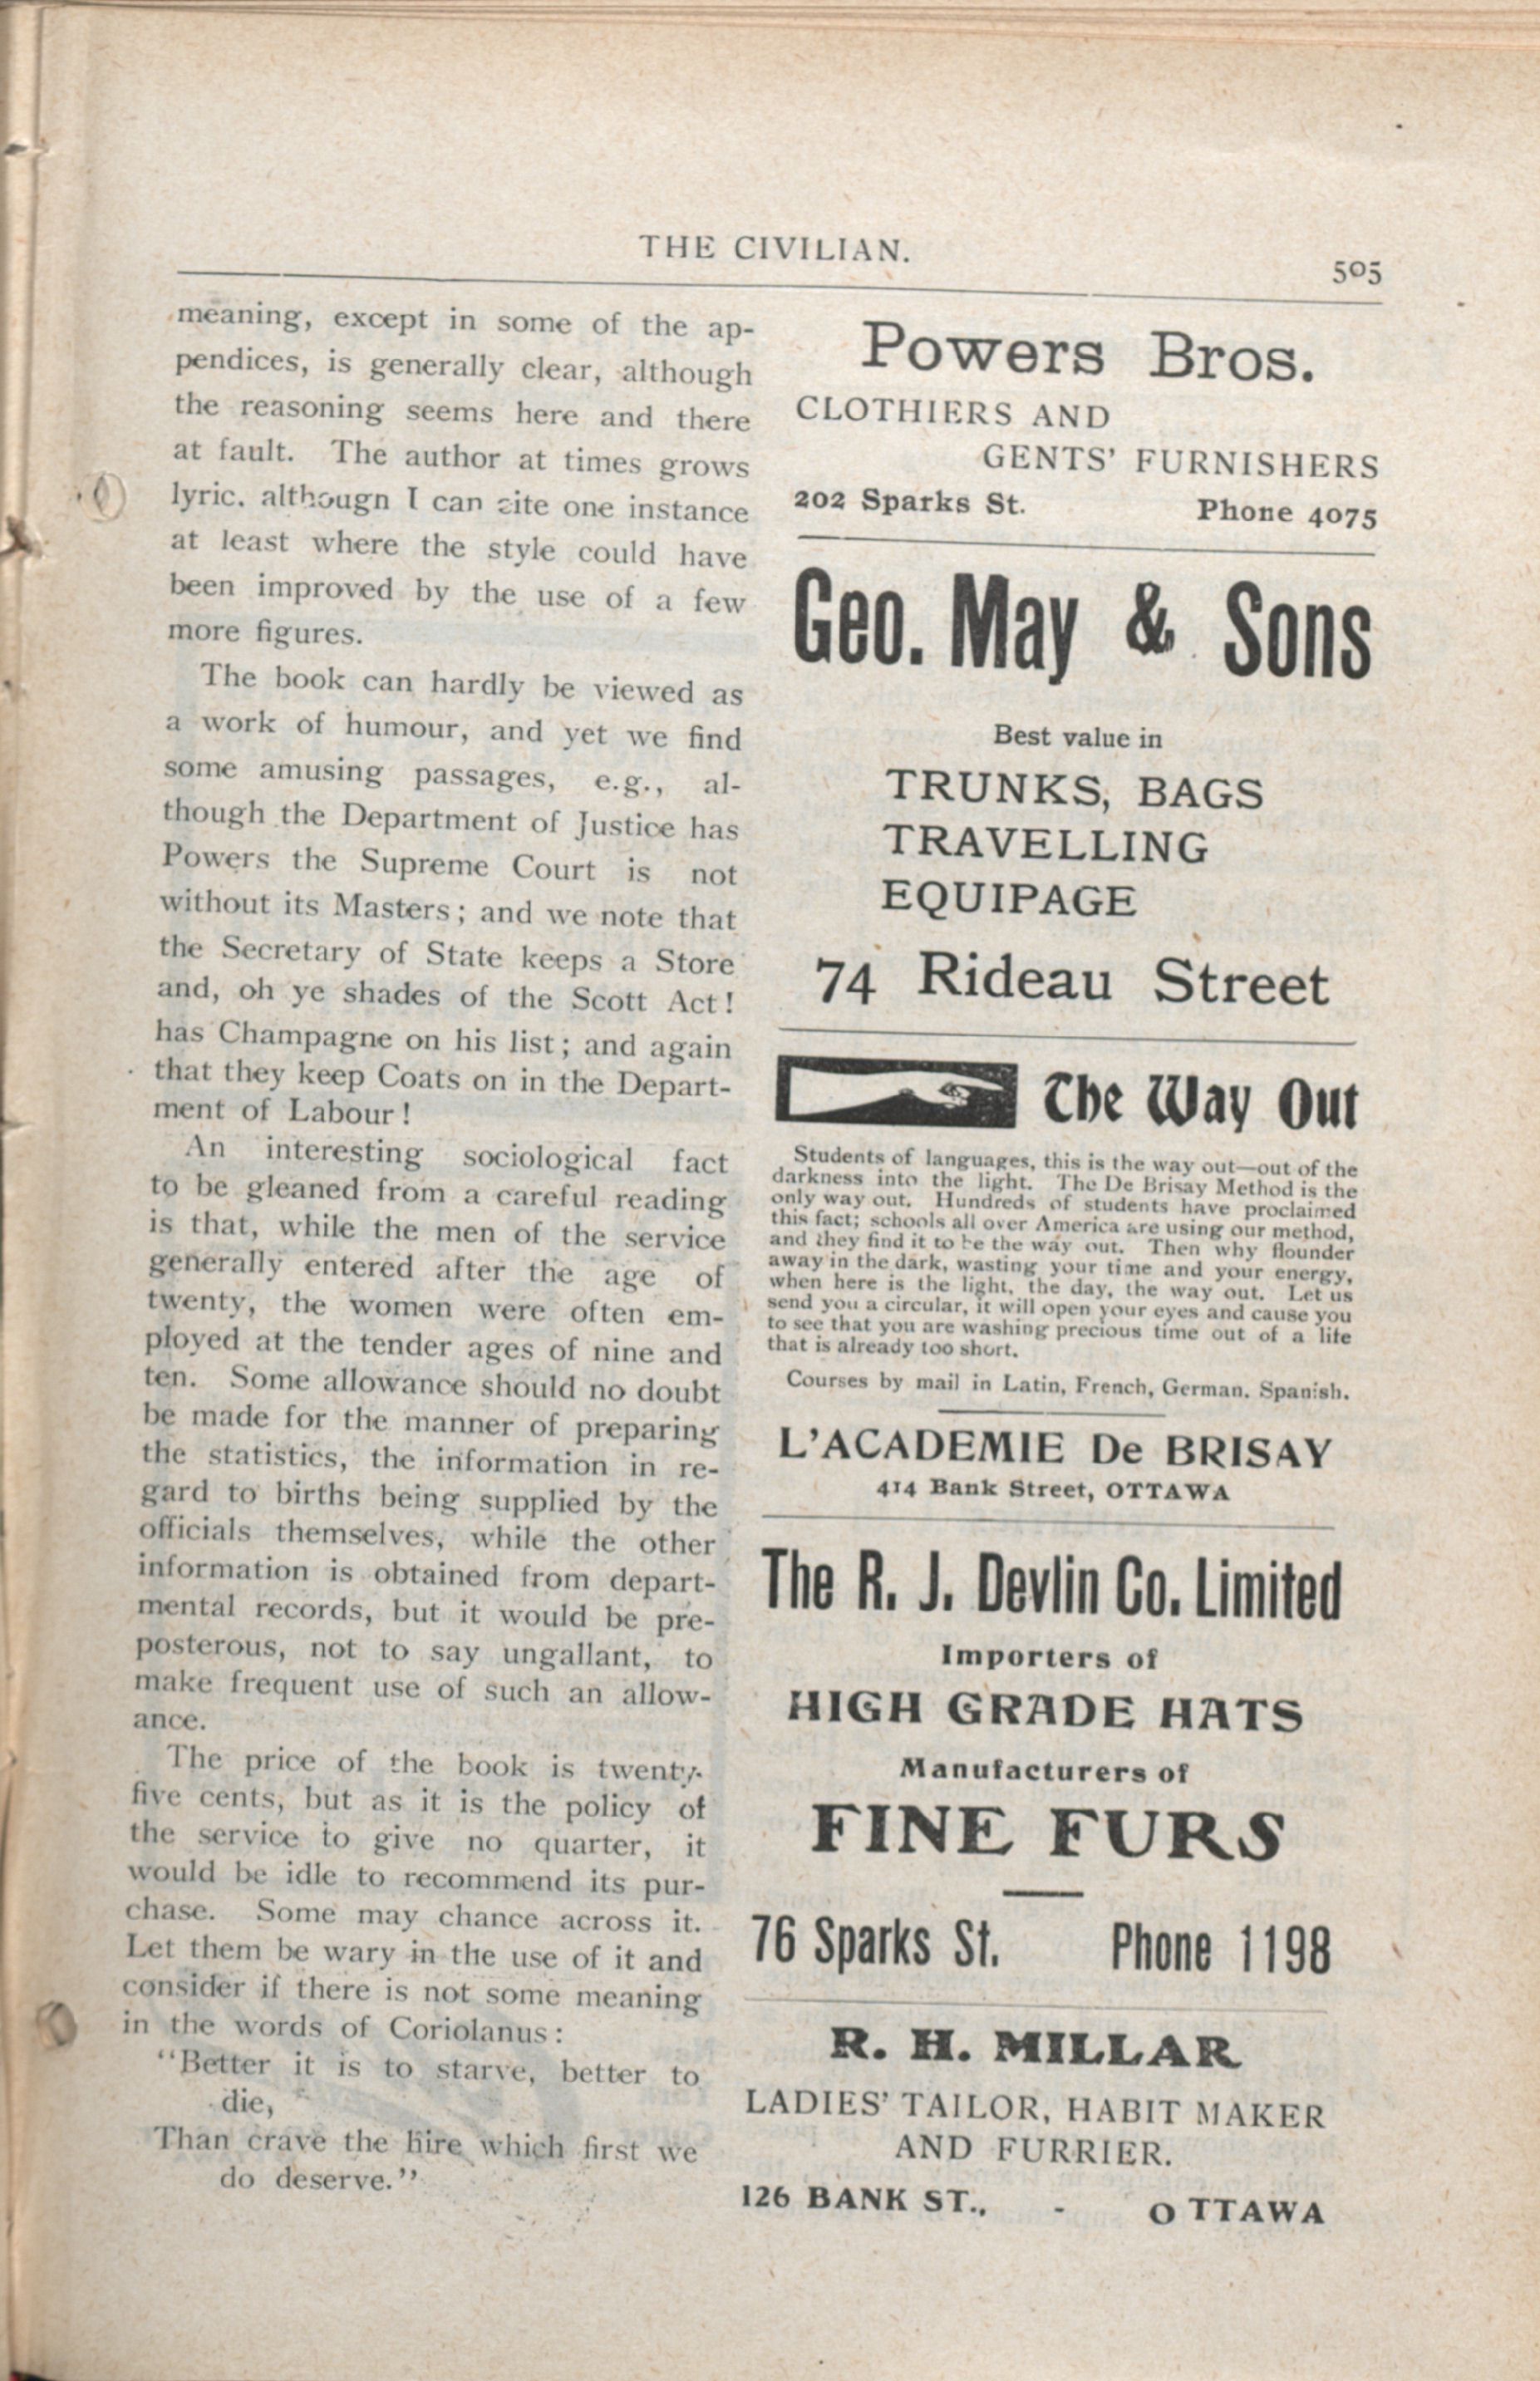 THE CIVILIAN.
505
meaning, except in some of the ap-
pendices, is generally clear, although
the reasoning seems here and there
at fault. The author at times grows
lyric. althougn I can cite one instance
at least where the style could have
been improved by the use of a few
more figures.
The book can hardly be viewed as
a work of humour, and yet we find
some amusing passages, e.g., al-
though the Department of Justice has
Powers the Supreme Court is not
without its Masters; and we note that
the Secretary of State keeps a Store
and, oh ye shades of the Scott Act!
has Champagne on his list; and again
that they keep Coats on in the Depart-
ment of Labour!
An interesting sociological fact
to be gleaned from a careful reading
is that, while the men of the service
generally entered after the age of
twenty, the women were often em-
ployed at the tender ages of nine and
ten. Some allowance should no doubt
be made for the manner of preparing
the statistics, the information in re-
gard to births being supplied by the
officials themselves, while the other
information is obtained from depart-
mental records, but it would be pre-
posterous, not to say ungallant, to
make frequent use of such an allow-
ance.
The price of the book is twenty-
five cents, but as it is the policy of
the service to give no quarter, it
would be idle to recommend its pur-
chase. Some may chance across it.
Let them be wary in the use of it and
consider if there is not some meaning
in the words of Coriolanus:
"Better it is to starve, better to
die,
Than crave the hire which first we
do deserve."
Powers Bros.
CLOTHIERS AND
GENTS' FURNISHERS
202 Sparks St. Phone 4075
Geo. May & Sons
Best value in
TRUNKS, BAGS
TRAVELLING
EQUIPAGE
74 Rideau Street
The Way Out
Students of languages, this is the way out—out of the
darkness into the light. The De Brisay Method is the
only way out. Hundreds of students have proclaimed
this fact; schools all over America are using our method,
and they find it to be the way out. Then why flounder
away in the dark, wasting your time and your energy,
when here is the light, the day, the way out. Let us
send you a circular, it will open your eyes and cause you
to see that you are washing precious time out of a life
that is already too short.
Courses by mail in Latin, French, German. Spanish.
L'ACADEMIE De BRISAY
414 Bank Street, OTTAWA
The R. J. Devlin Co. Limited
Importers of
HIGH GRADE HATS
Manufacturers of
FINE FURS
76 Sparks St. Phone 1198
R. H. MILLAR
LADIES' TAILOR, HABIT MAKER
AND FURRIER.
126 BANK ST., - OTTAWA